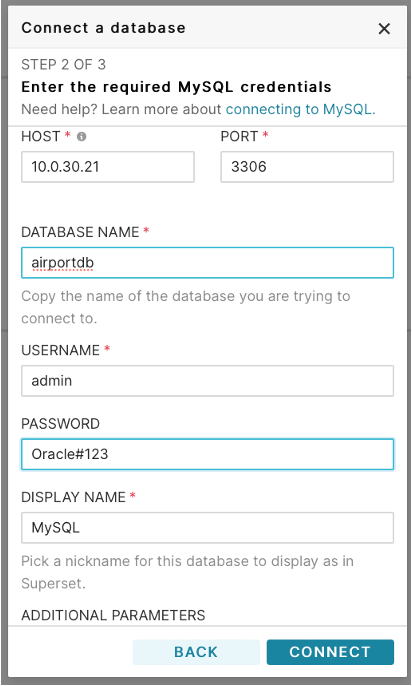 Connect a database
STEP 2 OF 3
Enter the required MySQL credentials
Need help? Learn more about connecting to MySQL.
HOST * PORT *
10.0.30.21 3306
DATABASE NAME *
airportdb
Copy the name of the database you are trying to
connect to.
USERNAME *
admin
PASSWORD
Oracle#123
DISPLAY NAME *
MySQL
Pick a nickname for this database to display as in
Superset.
ADDITIONAL PARAMETERS
BACK CONNECT